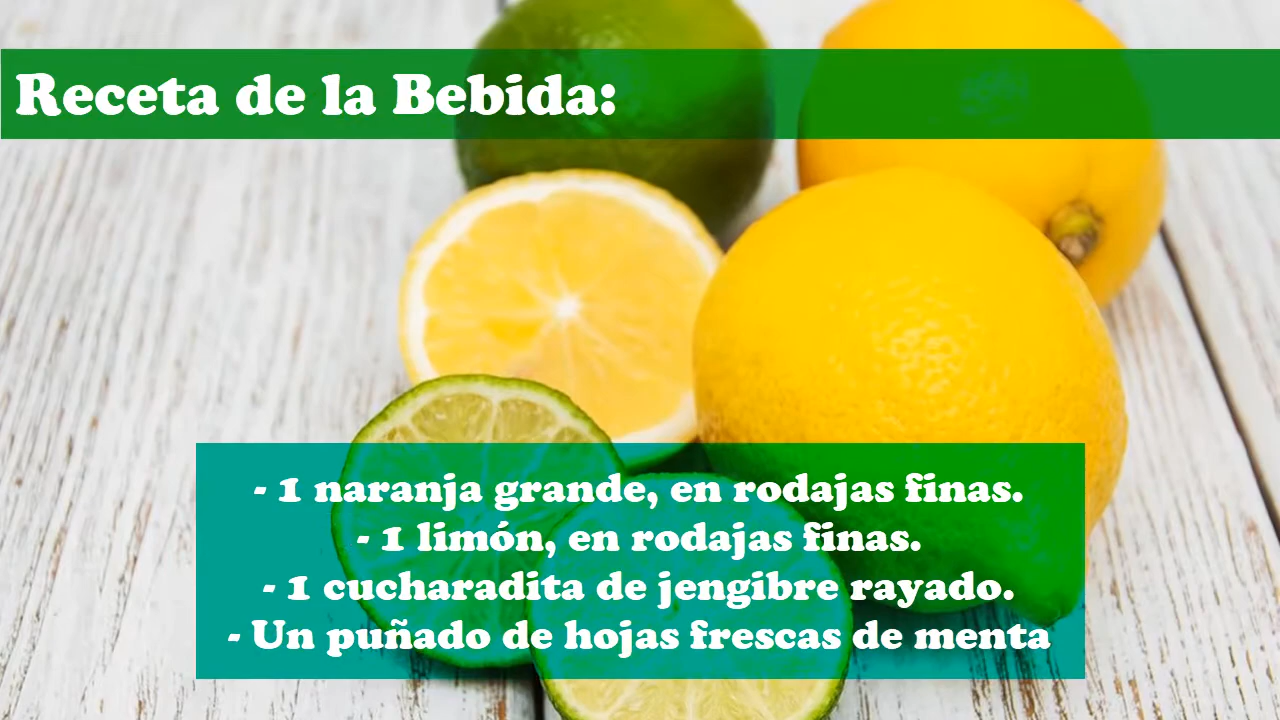 Receta de la Bebida:
- 1 naranja grande, en rodajas finas.
- 1 limón, en rodajas finas.
- 1 cucharadita de jengibre rayado.
- Un puñado de hojas frescas de menta